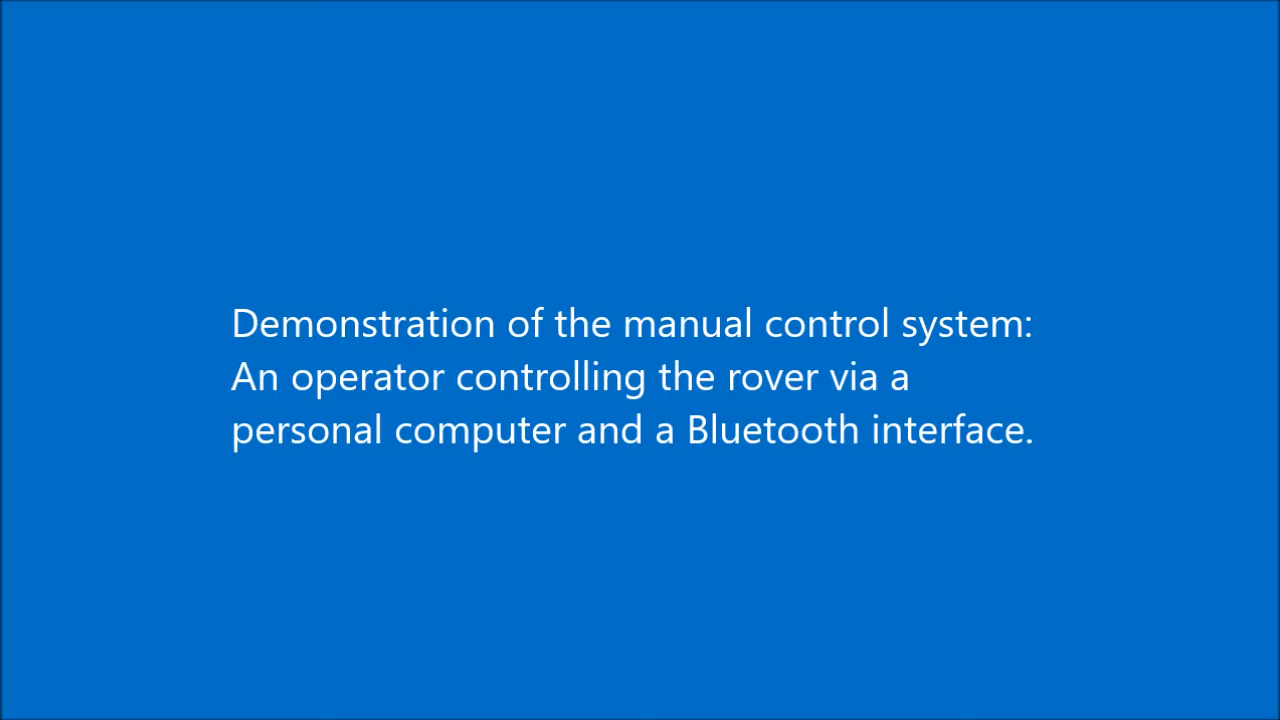 Demonstration of the manual control system:
An operator controlling the rover via a
personal computer and a Bluetooth interface.